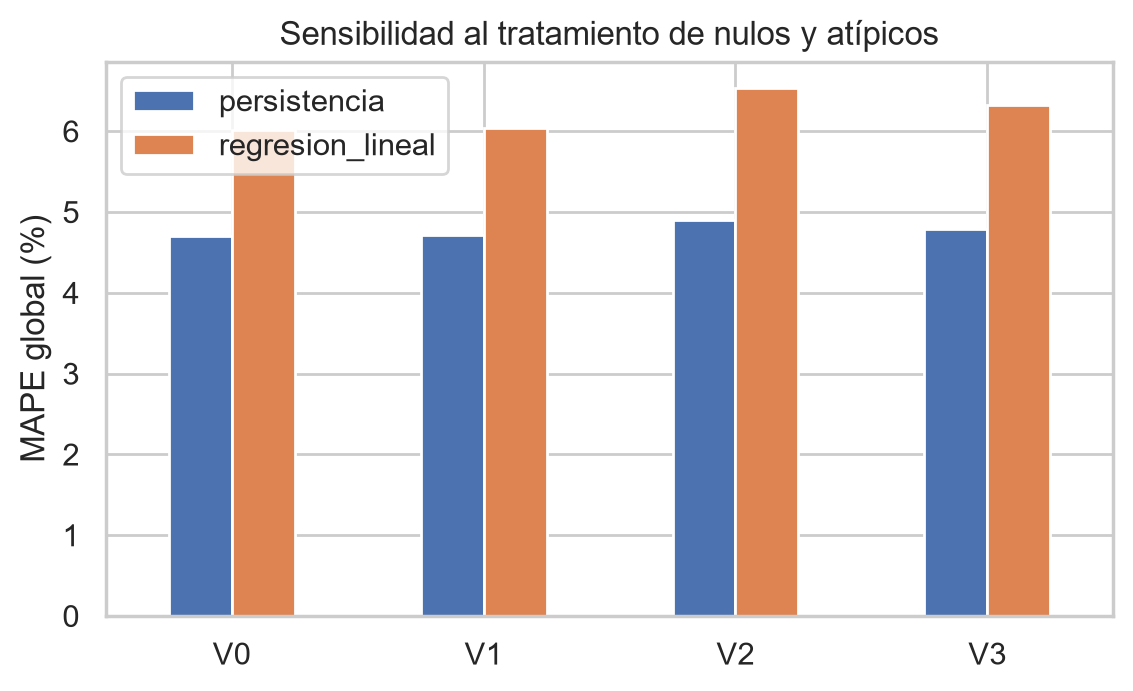 Sensibilidad al tratamiento de nulos y atípicos
persistencia
regresion_lineal
MAPE global (%)
6
5
4
3
2
1
0
V0
V1
V2
V3